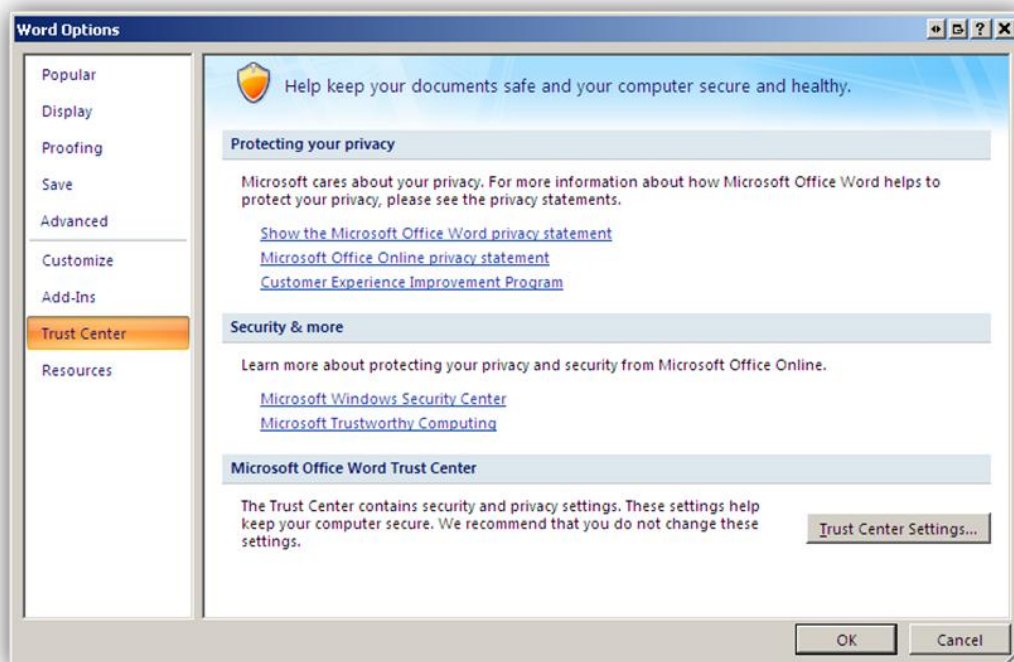 Word Options
Popular
Display
Proofing
Save
Advanced
Customize
Add-Ins
Trust Center
Resources
Help keep your documents safe and your computer secure and healthy.
Protecting your privacy
Microsoft cares about your privacy. For more information about how Microsoft Office Word helps to
protect your privacy, please see the privacy statements.
Show the Microsoft Office Word privacy statement
Microsoft Office Online privacy statement
Customer Experience Improvement Program
Security & more
Learn more about protecting your privacy and security from Microsoft Office Online.
Microsoft Windows Security Center
Microsoft Trustworthy Computing
Microsoft Office Word Trust Center
The Trust Center contains security and privacy settings. These settings help
keep your computer secure. We recommend that you do not change these
settings.
Trust Center Settings...
OK
Cancel